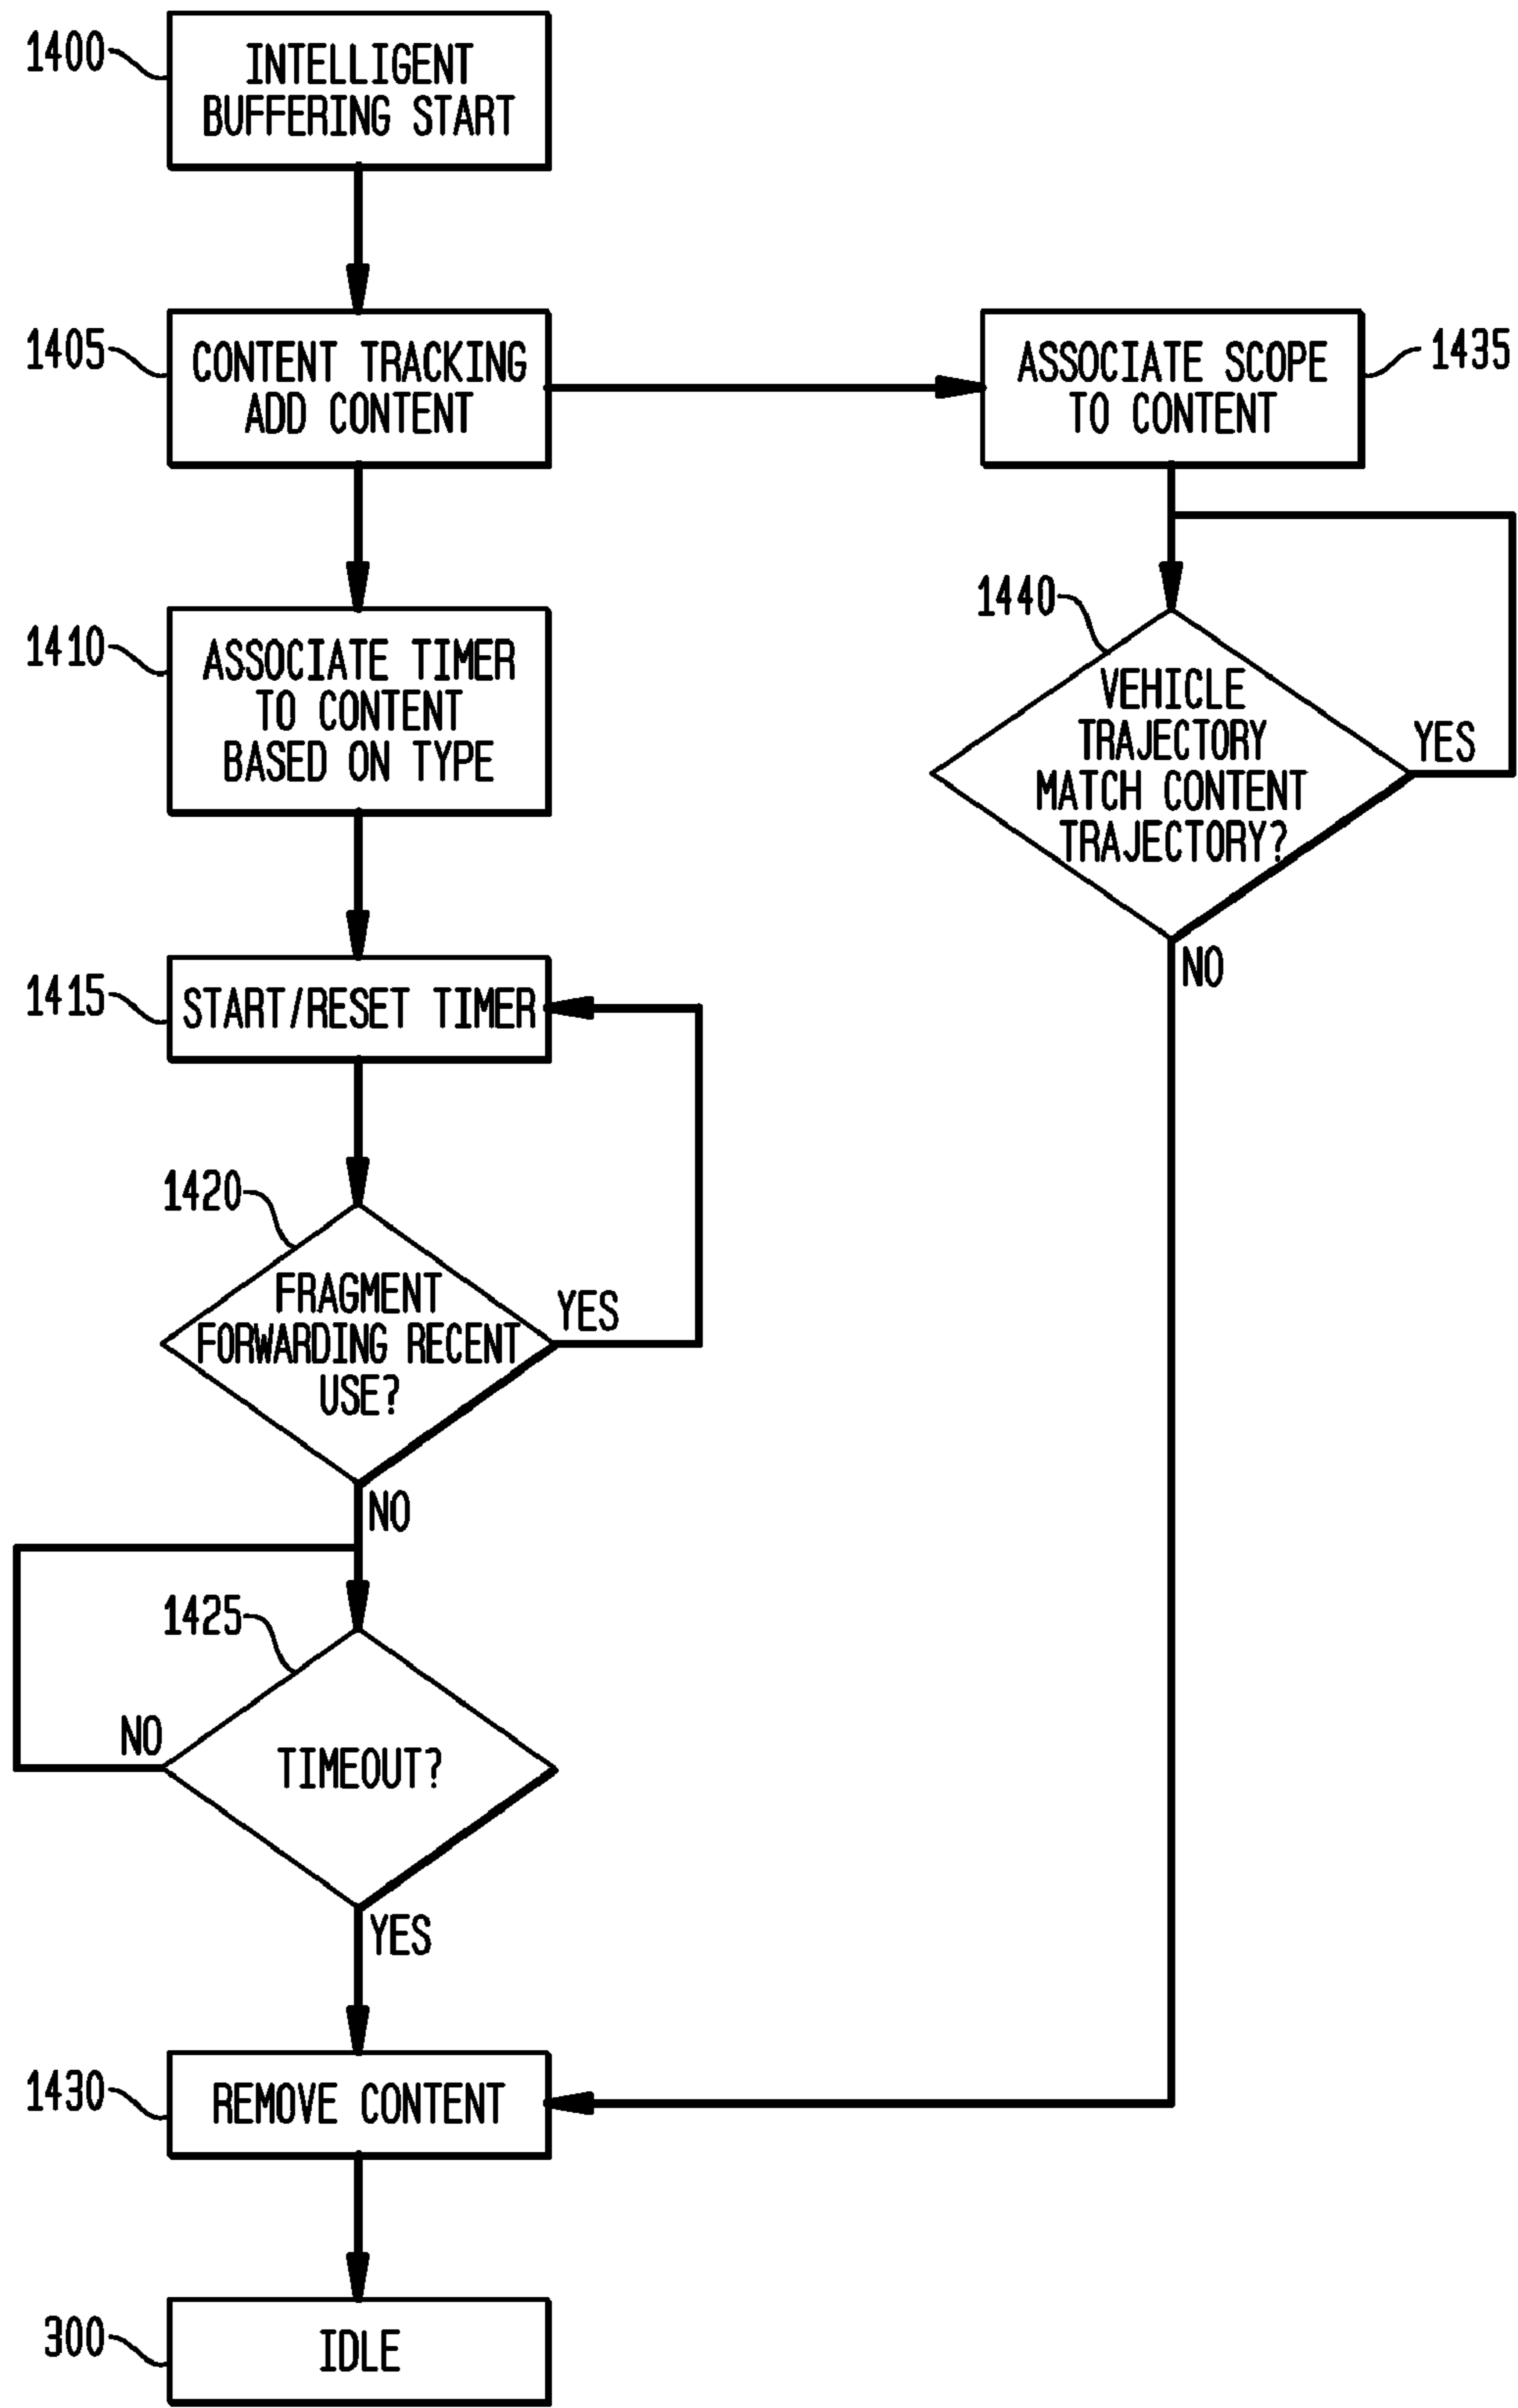 1400
INTELLIGENT
BUFFERING START
1405
CONTENT TRACKING
ADD CONTENT
ASSOCIATE SCOPE
TO CONTENT
1435
1410
ASSOCIATE TIMER
TO CONTENT
BASED ON TYPE
1440
VEHICLE
TRAJECTORY
MATCH CONTENT
TRAJECTORY?
YES
NO
1415
START/RESET TIMER
1420
FRAGMENT
FORWARDING RECENT
USE?
YES
NO
1425
NO
TIMEOUT?
YES
1430
REMOVE CONTENT
300
IDLE